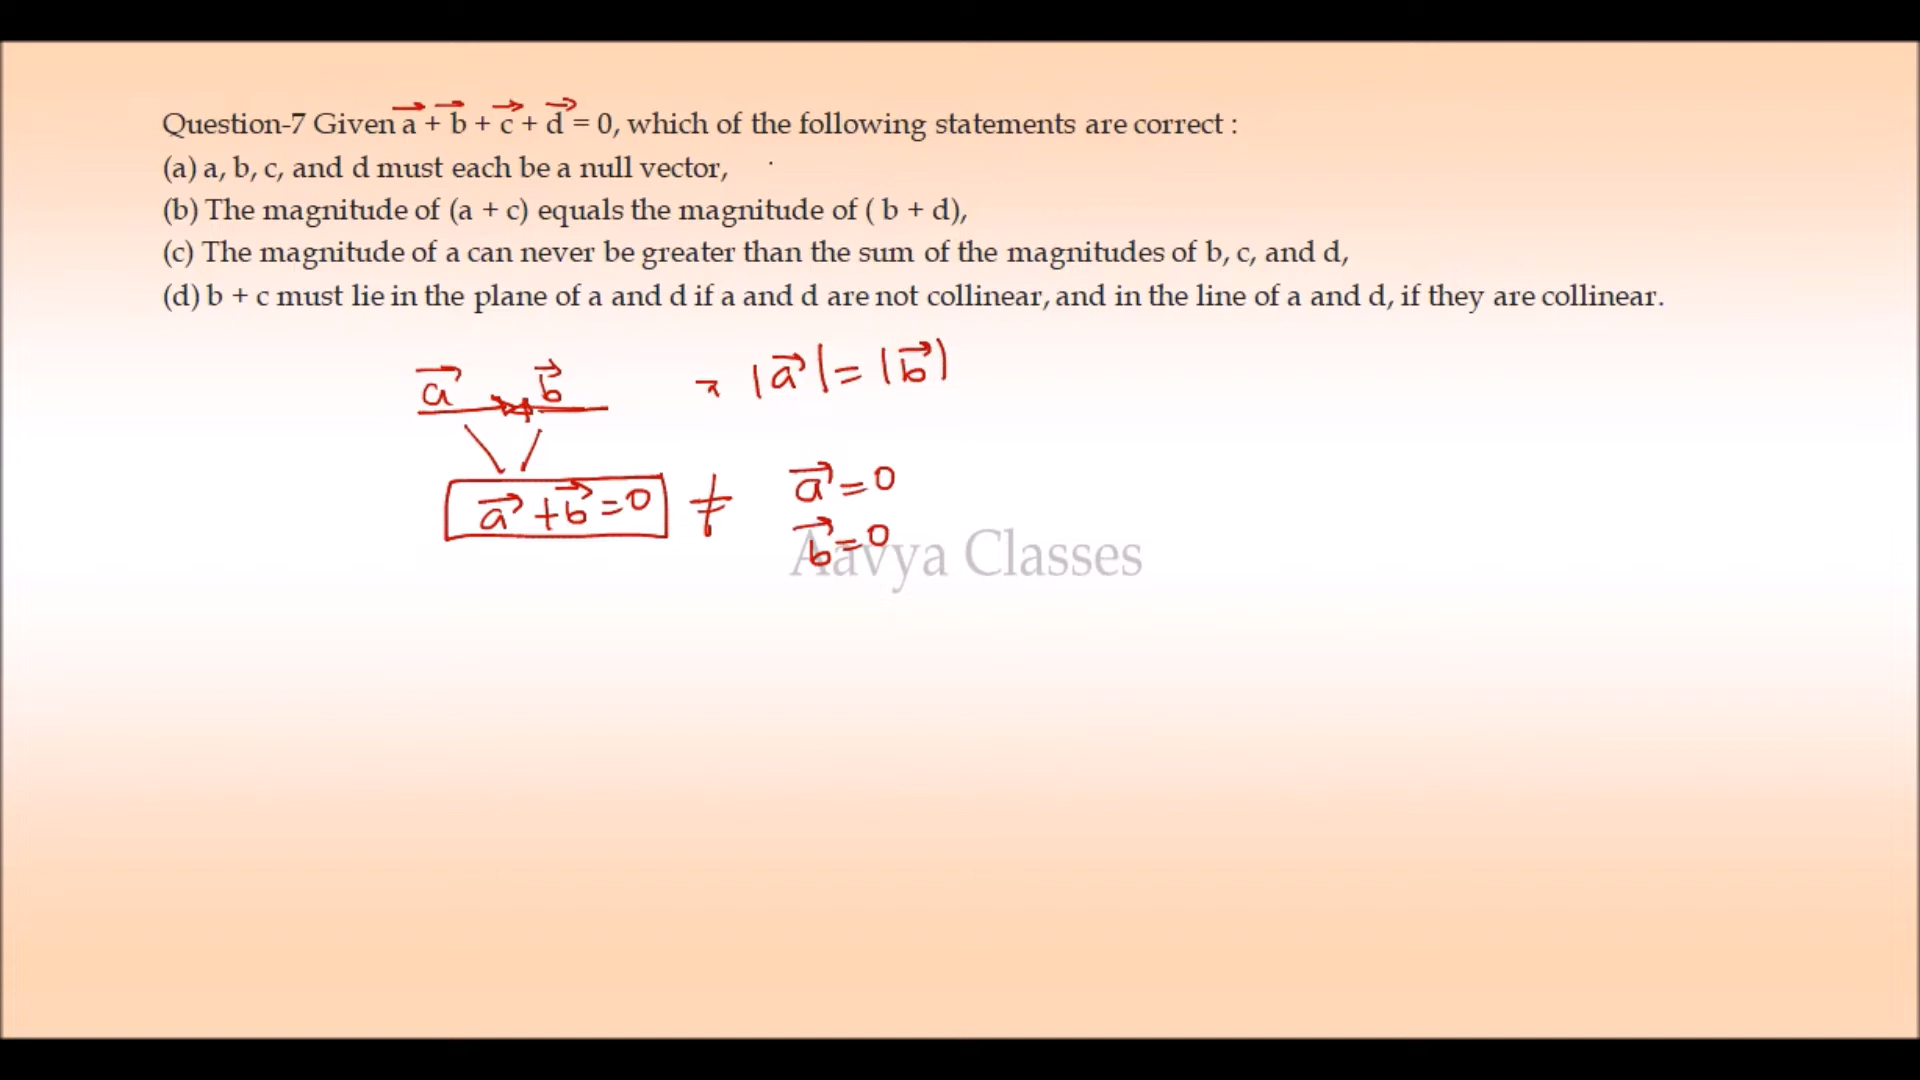 Question-7 Given a⃗ + b⃗ + c⃗ + d⃗ = 0, which of the following statements are correct :
(a) a, b, c, and d must each be a null vector,
(b) The magnitude of (a + c) equals the magnitude of ( b + d),
(c) The magnitude of a can never be greater than the sum of the magnitudes of b, c, and d,
(d) b + c must lie in the plane of a and d if a and d are not collinear, and in the line of a and d, if they are collinear.
a⃗ b⃗ |a⃗| = |b⃗|
a⃗ + b⃗ = 0 ≠ a⃗ = 0
b⃗ = 0
Aavya Classes